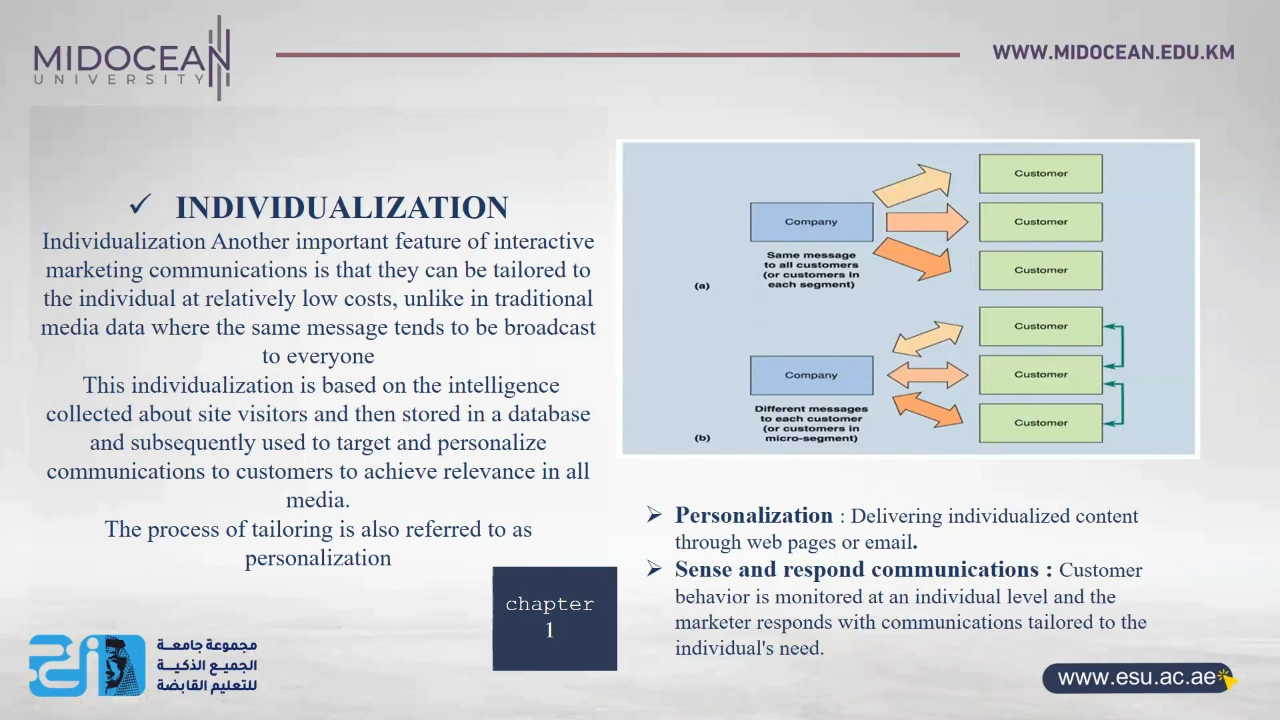 MIDOCEAN
UNIVERSITY
WWW.MIDOCEAN.EDU.KM
✓ INDIVIDUALIZATION
Individualization Another important feature of interactive
marketing communications is that they can be tailored to
the individual at relatively low costs, unlike in traditional
media data where the same message tends to be broadcast
to everyone
This individualization is based on the intelligence
collected about site visitors and then stored in a database
and subsequently used to target and personalize
communications to customers to achieve relevance in all
media.
The process of tailoring is also referred to as
personalization
Customer
Company
Customer
Customer
Same message
to all customers
(or customers in
each segment)
(a)
Customer
Company
Customer
Customer
Different messages
to each customer
(or customers in
micro-segment)
(b)
➢ Personalization : Delivering individualized content
through web pages or email.
➢ Sense and respond communications : Customer
behavior is monitored at an individual level and the
marketer responds with communications tailored to the
individual's need.
chapter
1
مجموعة جامعة
الجميع الذكية
للتعليم القابضة
www.esu.ac.ae